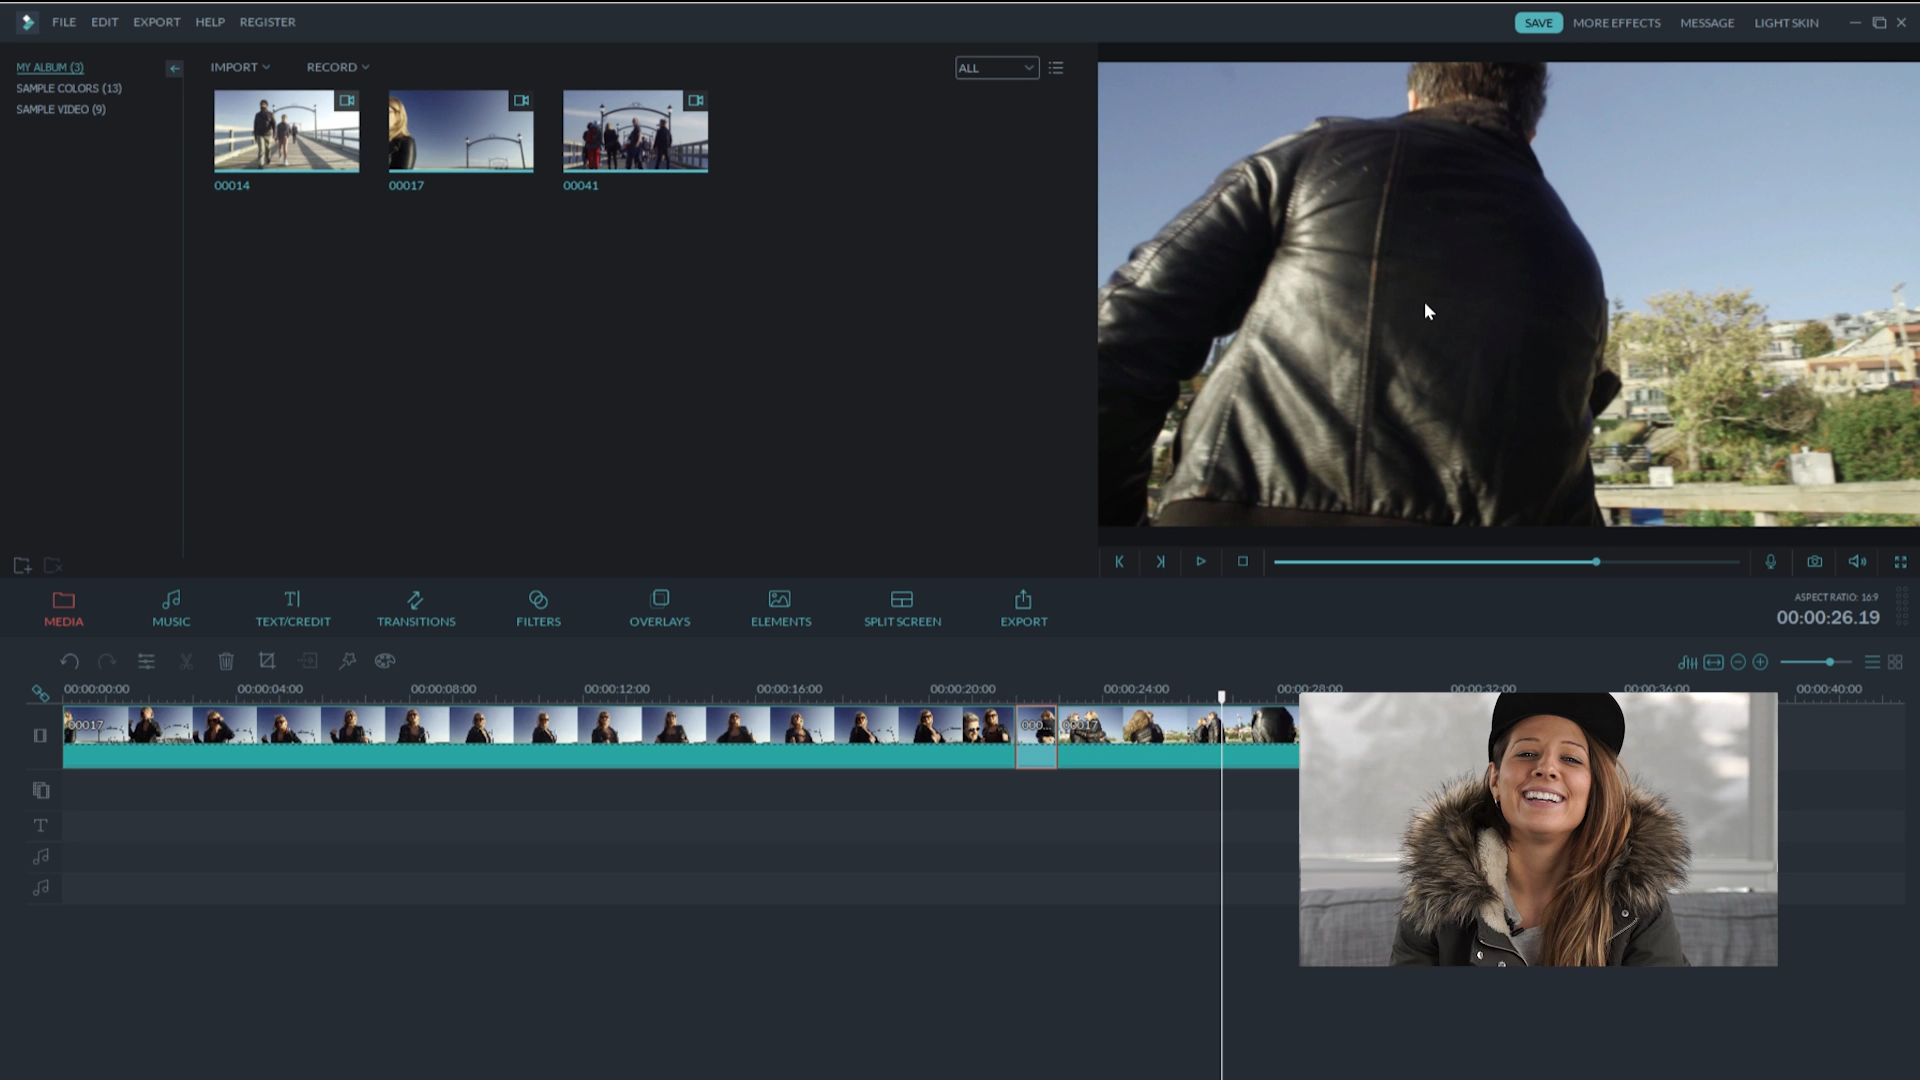 FILE EDIT EXPORT HELP REGISTER
SAVE MORE EFFECTS MESSAGE LIGHT SKIN
MY ALBUM (3)
SAMPLE COLORS (13)
SAMPLE VIDEO (9)
IMPORT RECORD ALL
00014 00017 00041
MEDIA MUSIC TEXT/CREDIT TRANSITIONS FILTERS OVERLAYS ELEMENTS SPLIT SCREEN EXPORT
ASPECT RATIO: 16:9
00:00:26.19
00:00:00:00 00:00:04:00 00:00:08:00 00:00:12:00 00:00:16:00 00:00:20:00 00:00:24:00 00:00:28:00 00:00:32:00 00:00:36:00 00:00:40:00
00017 000... 00017